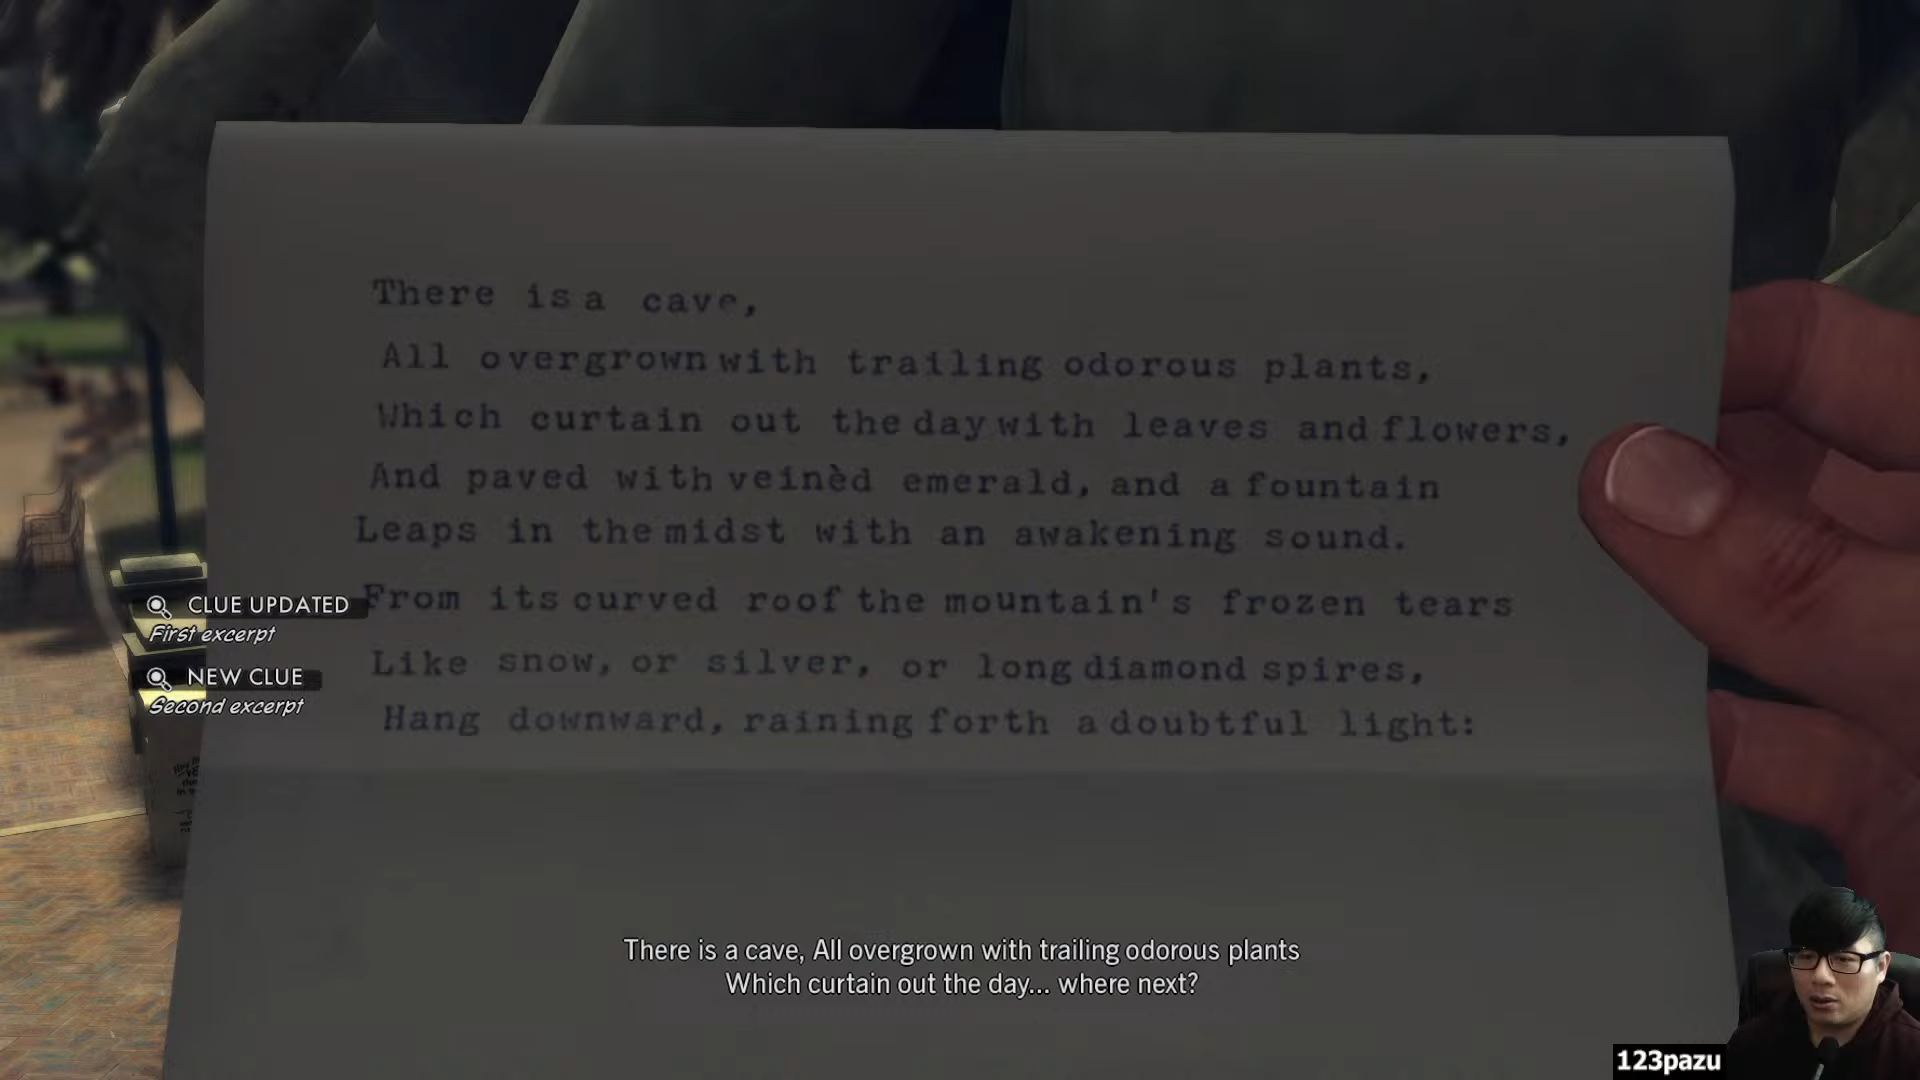 There is a cave,
All overgrown with trailing odorous plants,
Which curtain out the day with leaves and flowers,
And paved with veinèd emerald, and a fountain
Leaps in the midst with an awakening sound.
From its curved roof the mountain's frozen tears
Like snow, or silver, or long diamond spires,
Hang downward, raining forth a doubtful light:
CLUE UPDATED
First excerpt
NEW CLUE
Second excerpt
There is a cave, All overgrown with trailing odorous plants
Which curtain out the day... where next?
123pazu